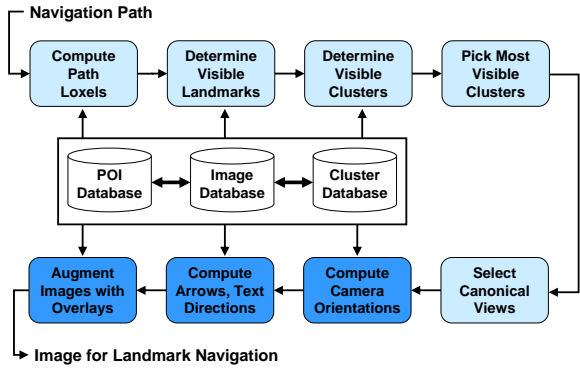 Navigation Path
Compute
Path
Loxels
Determine
Visible
Landmarks
Determine
Visible
Clusters
Pick Most
Visible
Clusters
POI
Database
Image
Database
Cluster
Database
Augment
Images with
Overlays
Compute
Arrows, Text
Directions
Compute
Camera
Orientations
Select
Canonical
Views
Image for Landmark Navigation